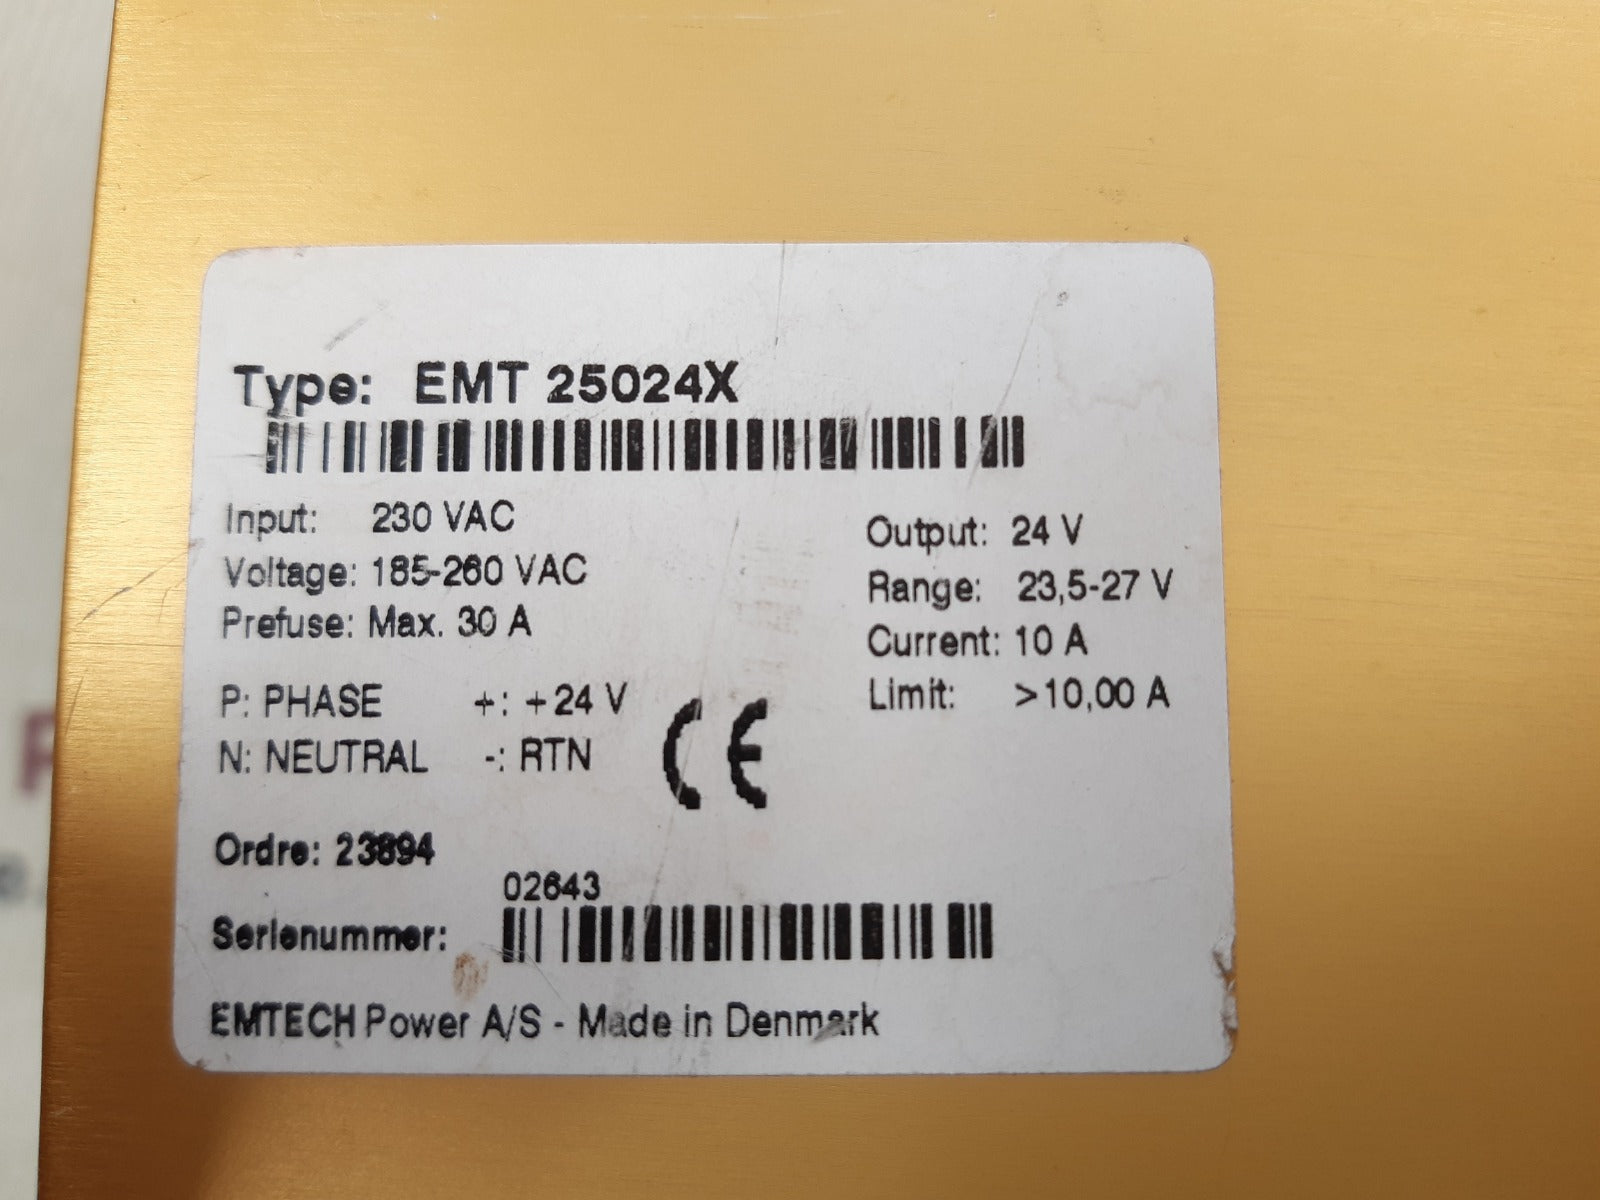 Type: EMT 25024X
Input: 230 VAC
Voltage: 185-260 VAC
Prefuse: Max. 30 A
Output: 24 V
Range: 23,5-27 V
Current: 10 A
Limit: >10,00 A
P: PHASE +: +24 V
N: NEUTRAL -: RTN
CE
Ordre: 23894
02643
Serienummer:
EMTECH Power A/S - Made in Denmark